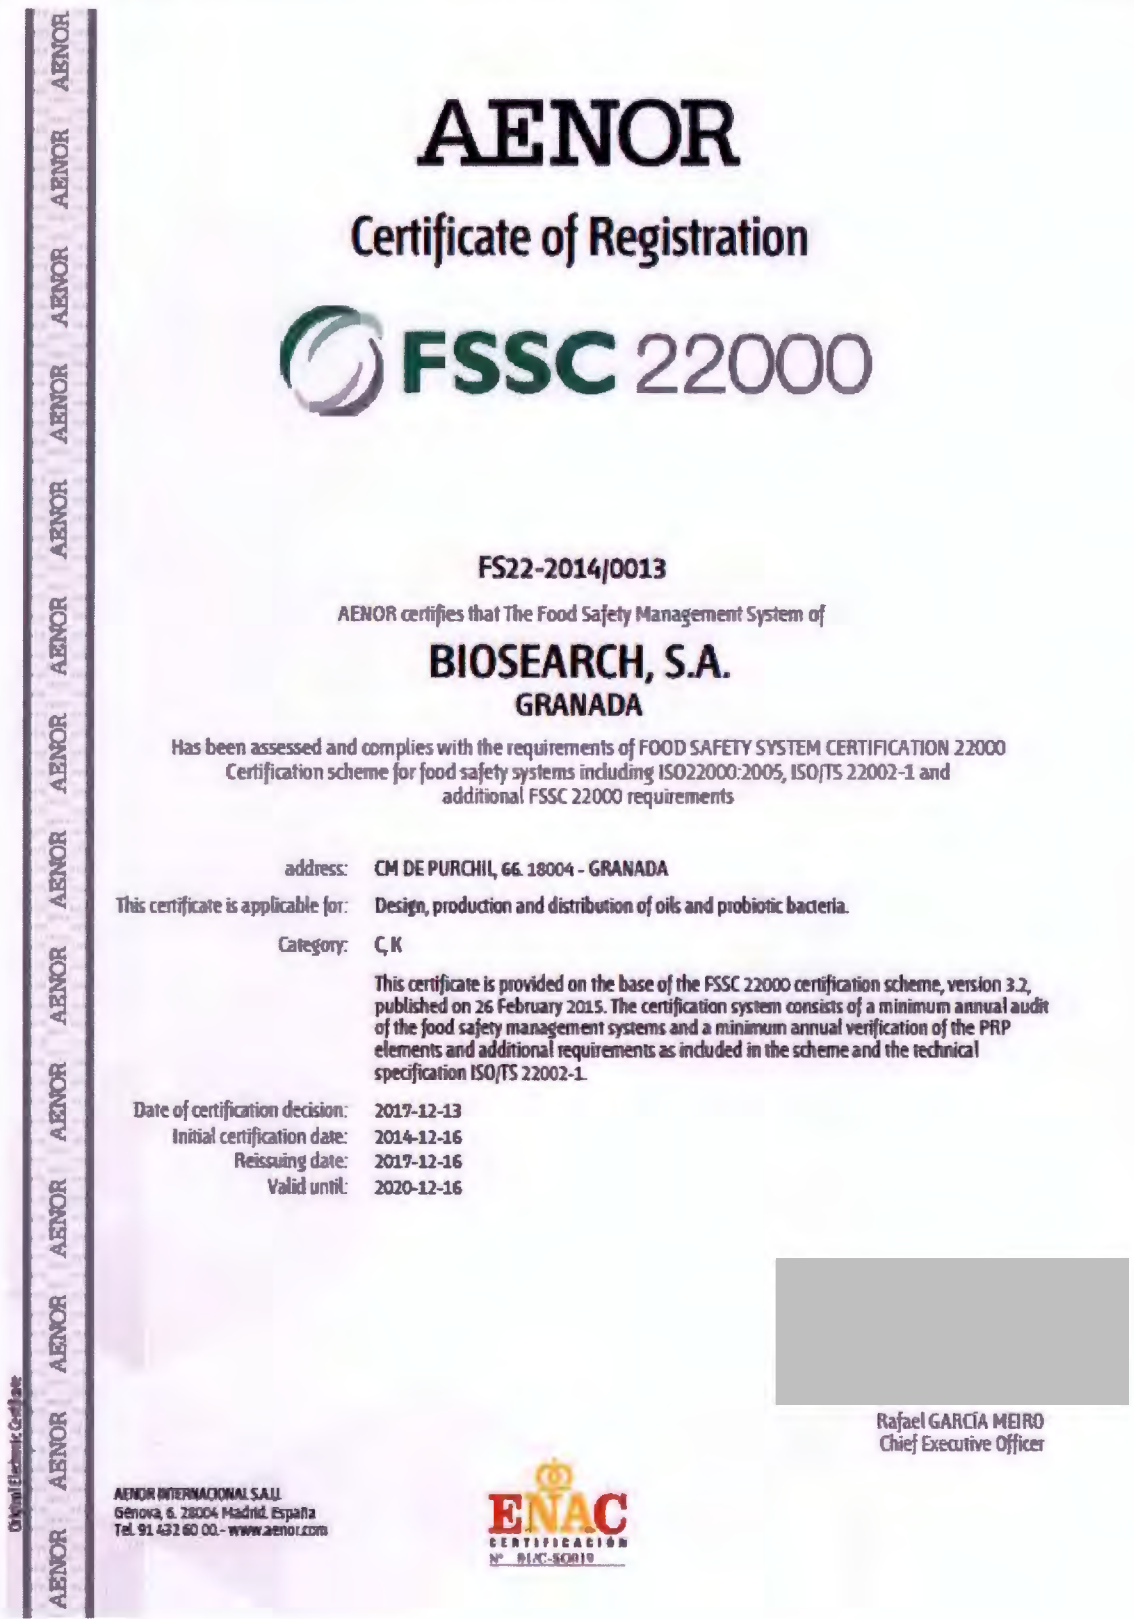 AENOR
Certificate of Registration
FSSC 22000
FS22-2014/0013
AENOR certifies that The Food Safety Management System of
BIOSEARCH, S.A.
GRANADA
Has been assessed and complies with the requirements of FOOD SAFETY SYSTEM CERTIFICATION 22000
Certification scheme for food safety systems including ISO22000:2005, ISO/TS 22002-1 and
additional FSSC 22000 requirements
address: CM DE PURCHIL, 66. 18004 - GRANADA
This certificate is applicable for: Design, production and distribution of oils and probiotic bacteria.
Category: C, K
This certificate is provided on the base of the FSSC 22000 certification scheme, version 3.2,
published on 26 February 2015. The certification system consists of a minimum annual audit
of the food safety management systems and a minimum annual verification of the PRP
elements and additional requirements as included in the scheme and the technical
specification ISO/TS 22002-1.
Date of certification decision: 2017-12-13
Initial certification date: 2014-12-16
Reissuing date: 2017-12-16
Valid until: 2020-12-16
Rafael GARCÍA MEIRO
Chief Executive Officer
AENOR INTERNACIONAL S.A.U.
Génova, 6. 28004 Madrid. España
Tel. 91 432 60 00.- www.aenor.com
ENAC
CERTIFICACIÓN
Nº 01/C-SC019
Original Electronic Certificate
AENOR AENOR AENOR AENOR AENOR AENOR AENOR AENOR AENOR AENOR AENOR AENOR AENOR AENOR